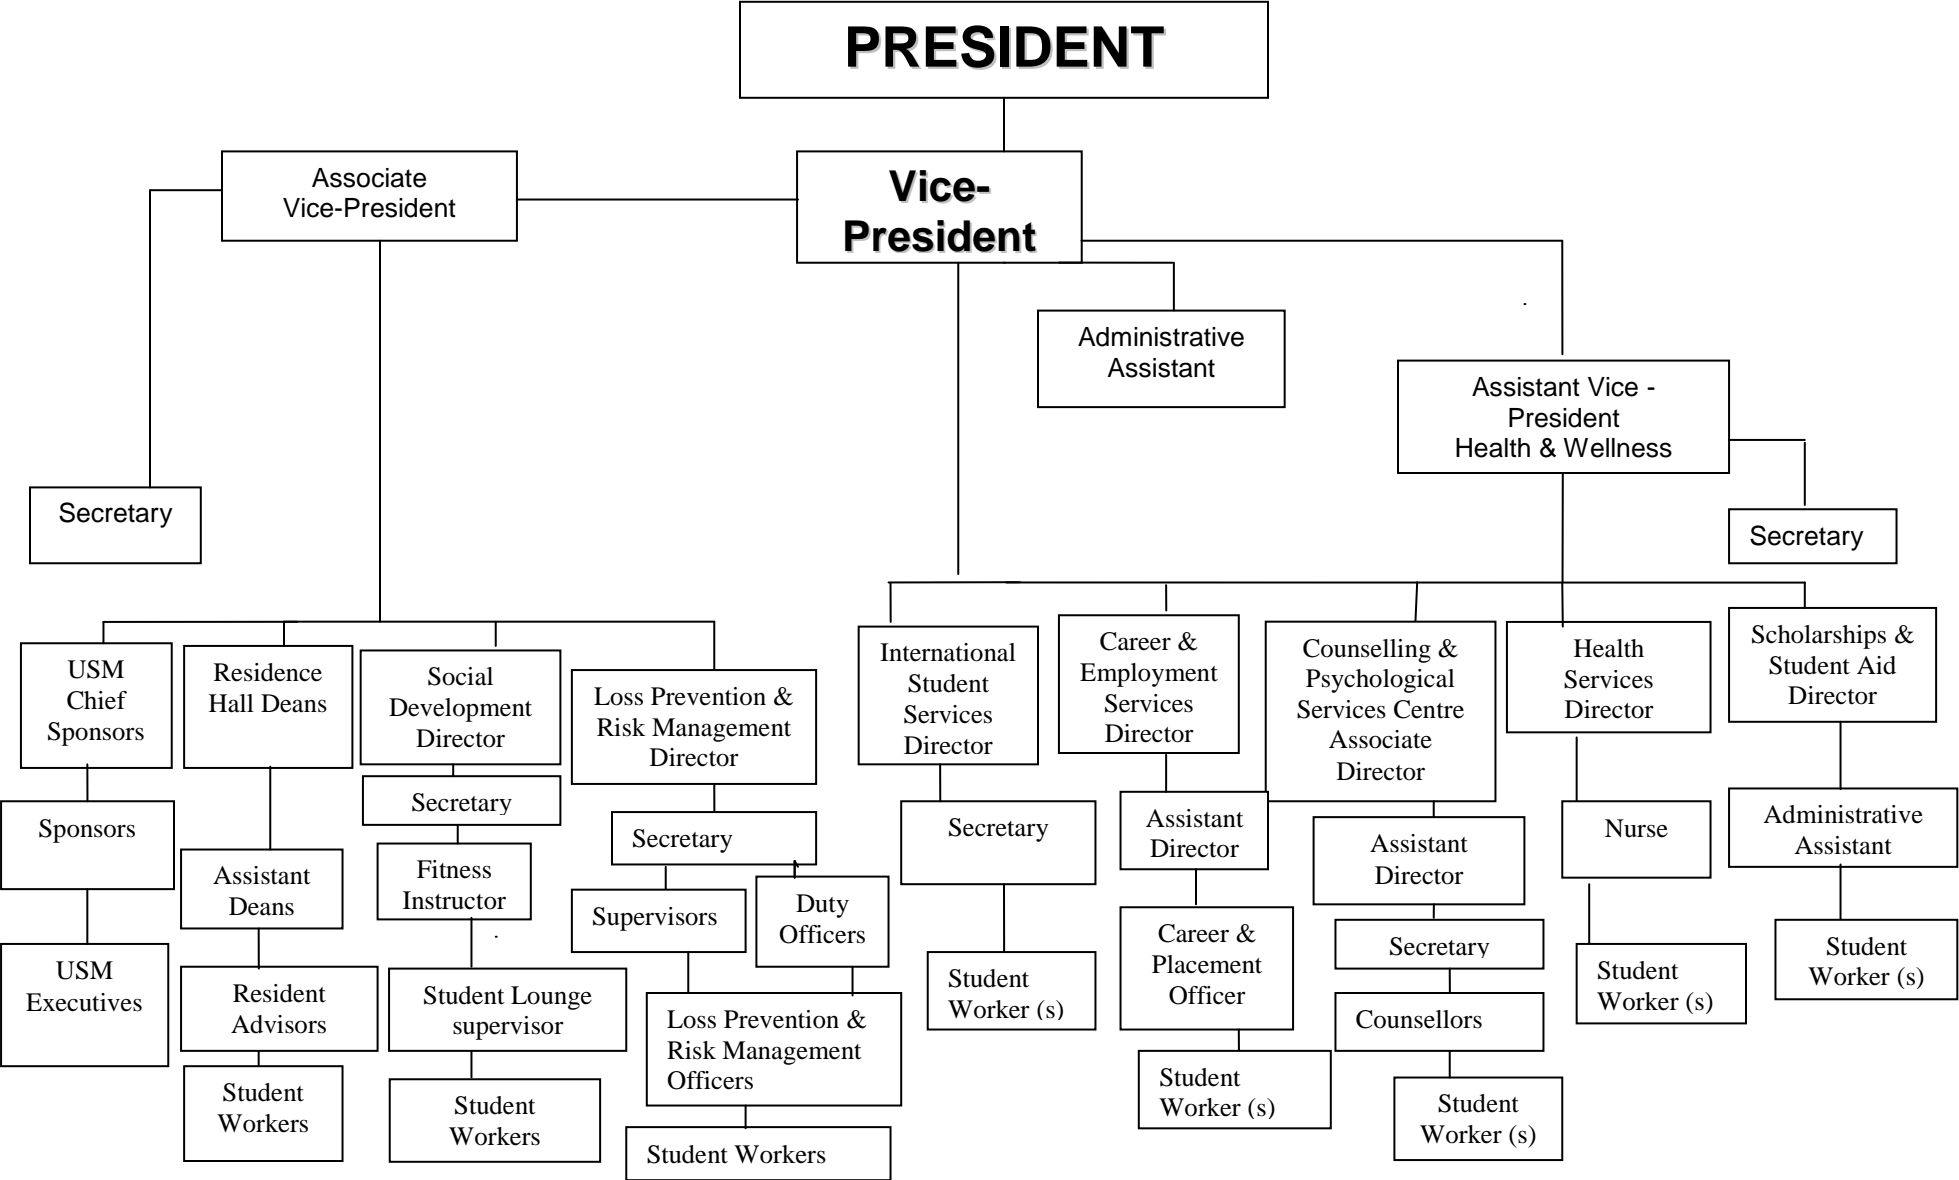 PRESIDENT
Associate
Vice-President
Vice-
President
Administrative
Assistant
Assistant Vice -
President
Health & Wellness
Secretary
Secretary
USM
Chief
Sponsors
Residence
Hall Deans
Social
Development
Director
Loss Prevention &
Risk Management
Director
International
Student
Services
Director
Career &
Employment
Services
Director
Counselling &
Psychological
Services Centre
Associate
Director
Health
Services
Director
Scholarships &
Student Aid
Director
Sponsors
Secretary
Secretary
Secretary
Assistant
Director
Assistant
Director
Nurse
Administrative
Assistant
Assistant
Deans
Fitness
Instructor
Supervisors
Duty
Officers
Career &
Placement
Officer
Secretary
USM
Executives
Resident
Advisors
Student Lounge
supervisor
Loss Prevention &
Risk Management
Officers
Student
Worker (s)
Counsellors
Student
Worker (s)
Student
Worker (s)
Student
Workers
Student
Workers
Student Workers
Student
Worker (s)
Student
Worker (s)